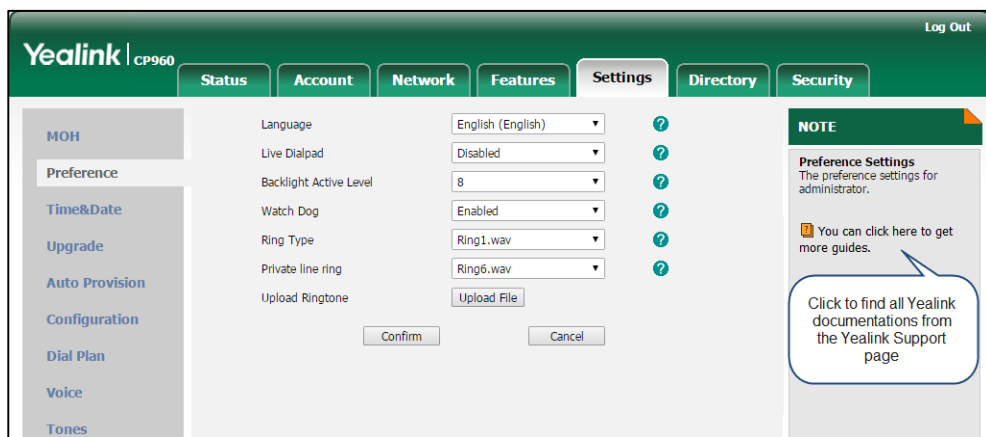 Log Out
Yealink CP960
Status Account Network Features Settings Directory Security
MOH
Preference
Time&Date
Upgrade
Auto Provision
Configuration
Dial Plan
Voice
Tones
Language English (English) ?
Live Dialpad Disabled ?
Backlight Active Level 8 ?
Watch Dog Enabled ?
Ring Type Ring1.wav ?
Private line ring Ring6.wav ?
Upload Ringtone Upload File
Confirm Cancel
NOTE
Preference Settings
The preference settings for
administrator.
? You can click here to get
more guides.
Click to find all Yealink
documentations from
the Yealink Support
page